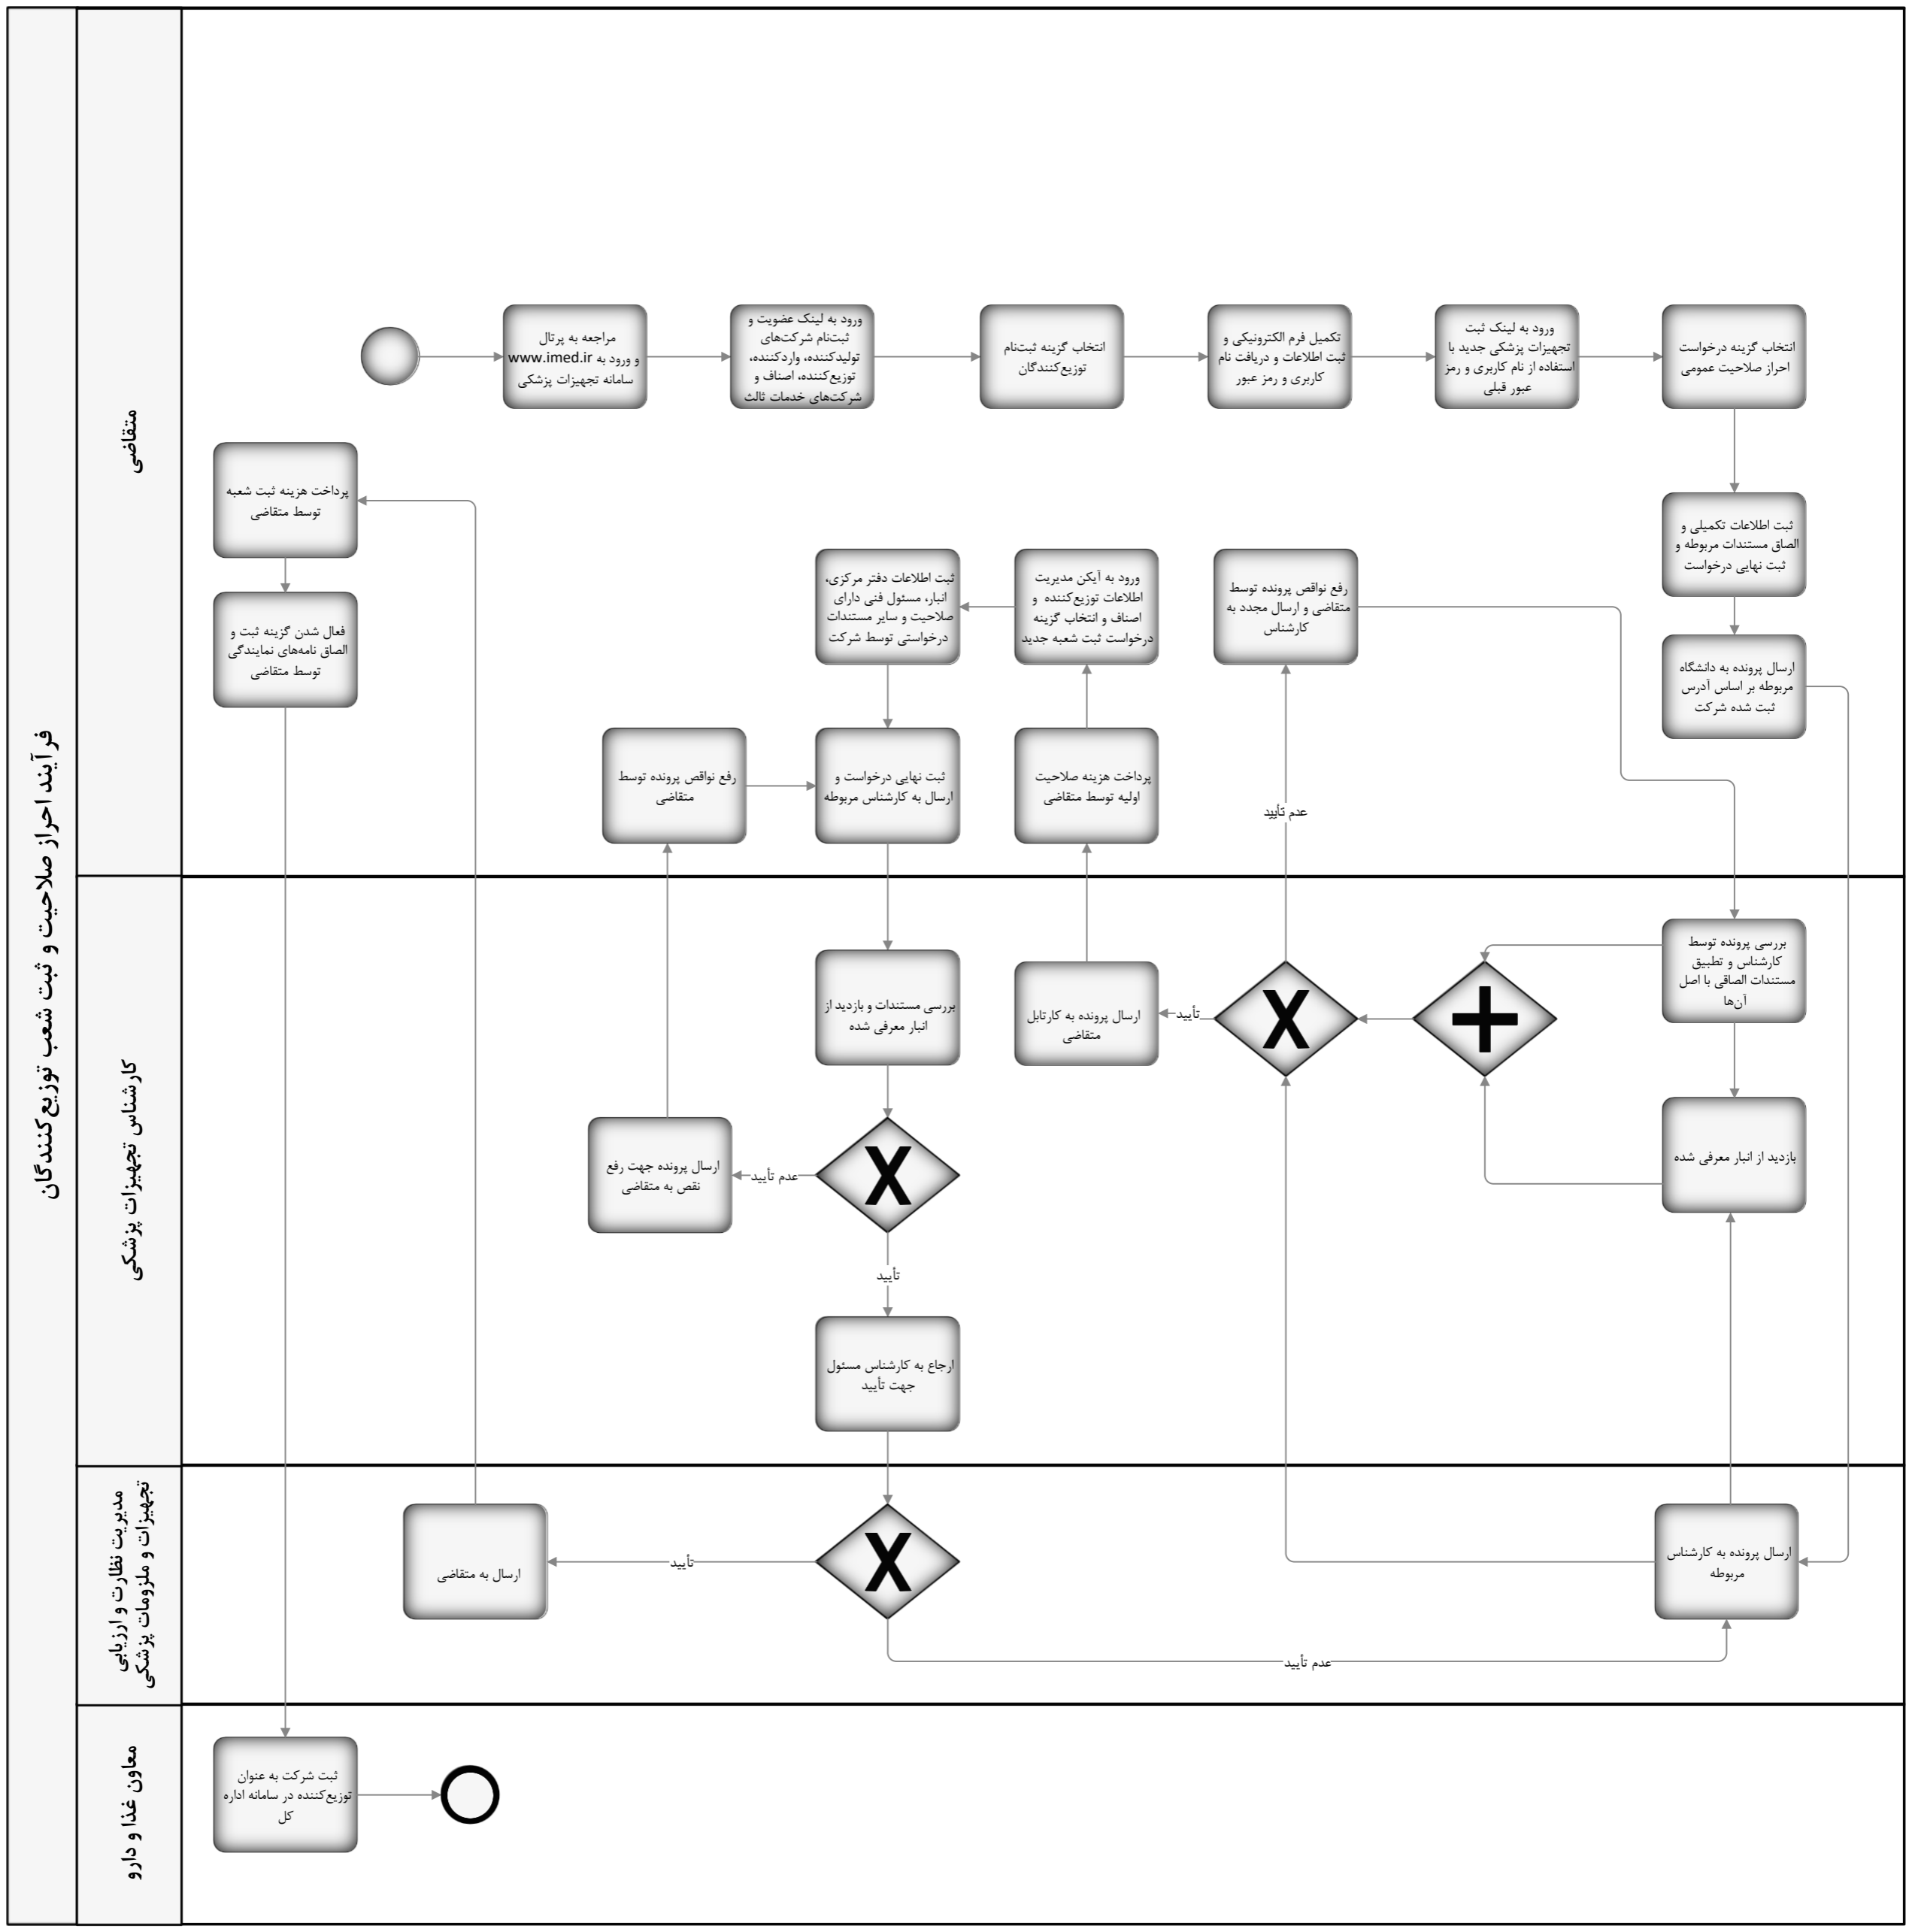 فرآیند احراز صلاحیت و ثبت شعب توزیع‌کنندگان
متقاضی
مراجعه به پرتال
www.imed.ir و ورود به
سامانه تجهیزات پزشکی
ورود به لینک عضویت و
ثبت‌نام شرکت‌های
تولیدکننده، واردکننده،
توزیع‌کننده، اصناف و
شرکت‌های خدمات ثالث
انتخاب گزینه ثبت‌نام
توزیع‌کنندگان
تکمیل فرم الکترونیکی و
ثبت اطلاعات و دریافت نام
کاربری و رمز عبور
ورود به لینک ثبت
تجهیزات پزشکی جدید با
استفاده از نام کاربری و رمز
عبور قبلی
انتخاب گزینه درخواست
احراز صلاحیت عمومی
ثبت اطلاعات تکمیلی و
الصاق مستندات مربوطه و
ثبت نهایی درخواست
ارسال پرونده به دانشگاه
مربوطه بر اساس آدرس
ثبت شده شرکت
پرداخت هزینه ثبت شعبه
توسط متقاضی
فعال شدن گزینه ثبت و
الصاق نامه‌های نمایندگی
توسط متقاضی
ثبت اطلاعات دفتر مرکزی،
انبار، مسئول فنی دارای
صلاحیت و سایر مستندات
درخواستی توسط شرکت
ورود به آیکن مدیریت
اطلاعات توزیع‌کننده و
اصناف و انتخاب گزینه
درخواست ثبت شعبه جدید
رفع نواقص پرونده توسط
متقاضی و ارسال مجدد به
کارشناس
رفع نواقص پرونده توسط
متقاضی
ثبت نهایی درخواست و
ارسال به کارشناس مربوطه
پرداخت هزینه صلاحیت
اولیه توسط متقاضی
عدم تأیید
کارشناس تجهیزات پزشکی
بررسی پرونده توسط
کارشناس و تطبیق
مستندات الصاقی با اصل
آن‌ها
بررسی مستندات و بازدید از
انبار معرفی شده
ارسال پرونده به کارتابل
متقاضی
تأیید
بازدید از انبار معرفی شده
ارسال پرونده جهت رفع
نقص به متقاضی
عدم تأیید
تأیید
ارجاع به کارشناس مسئول
جهت تأیید
مدیریت نظارت و ارزیابی
تجهیزات و ملزومات پزشکی
ارسال به متقاضی
تأیید
ارسال پرونده به کارشناس
مربوطه
عدم تأیید
معاون غذا و دارو
ثبت شرکت به عنوان
توزیع‌کننده در سامانه اداره
کل